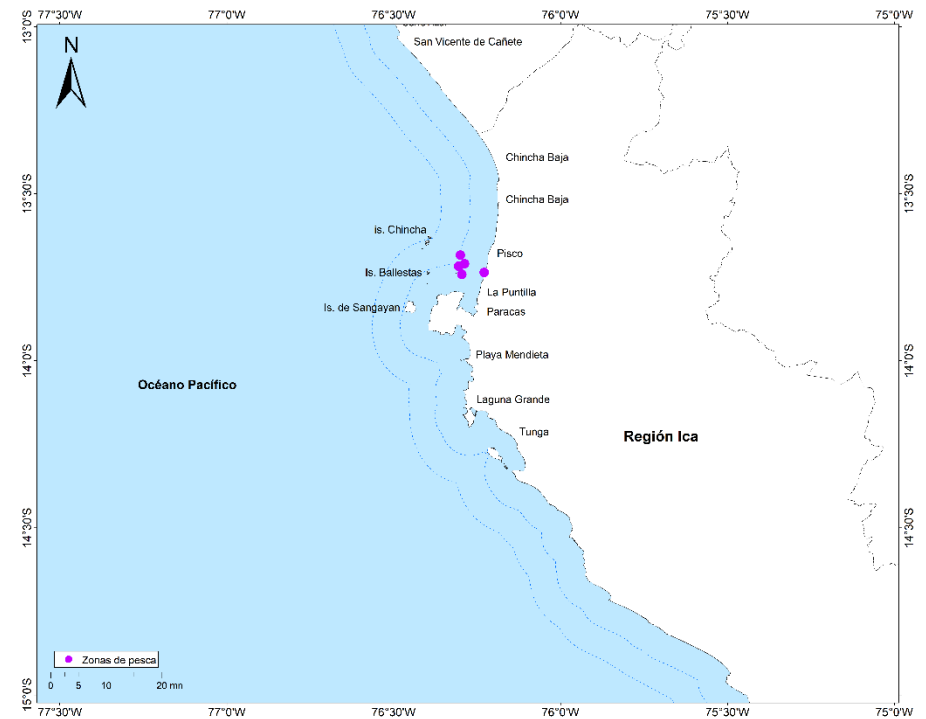 77°30'W 77°0'W 76°30'W 76°0'W 75°30'W 75°0'W
13°0'S
13°0'S
N
San Vicente de Cañete
Chincha Baja
13°30'S
13°30'S
Chincha Baja
is. Chincha
Pisco
Is. Ballestas
La Puntilla
Is. de Sangayan
Paracas
Playa Mendieta
14°0'S
14°0'S
Océano Pacífico
Laguna Grande
Tunga
Región Ica
14°30'S
14°30'S
Zonas de pesca
0 5 10 20 mn
15°0'S
15°0'S
77°30'W 77°0'W 76°30'W 76°0'W 75°30'W 75°0'W